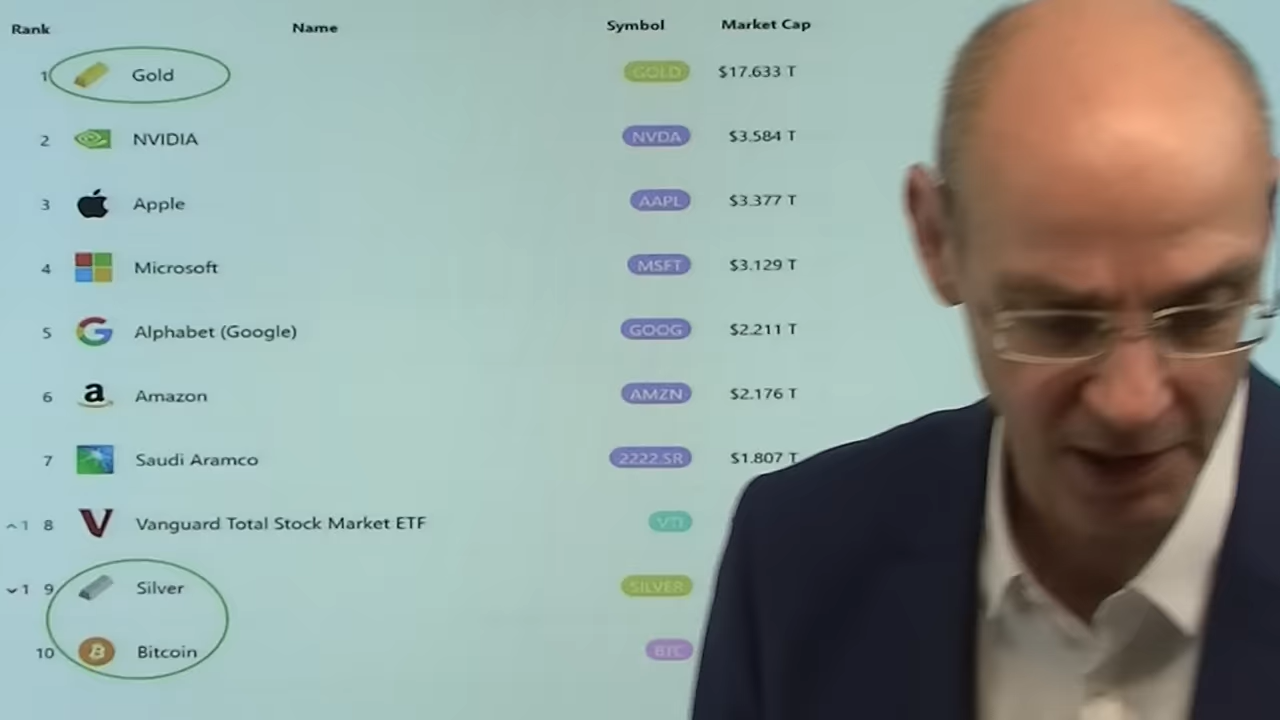 Rank Name Symbol Market Cap
1 Gold GOLD $17.633 T
2 NVIDIA NVDA $3.584 T
3 Apple AAPL $3.377 T
4 Microsoft MSFT $3.129 T
5 Alphabet (Google) GOOG $2.211 T
6 a Amazon AMZN $2.176 T
7 Saudi Aramco 2222.SR $1.807 T
^1 8 V Vanguard Total Stock Market ETF VTI
⌄1 9 Silver SILVER
10 B Bitcoin BTC